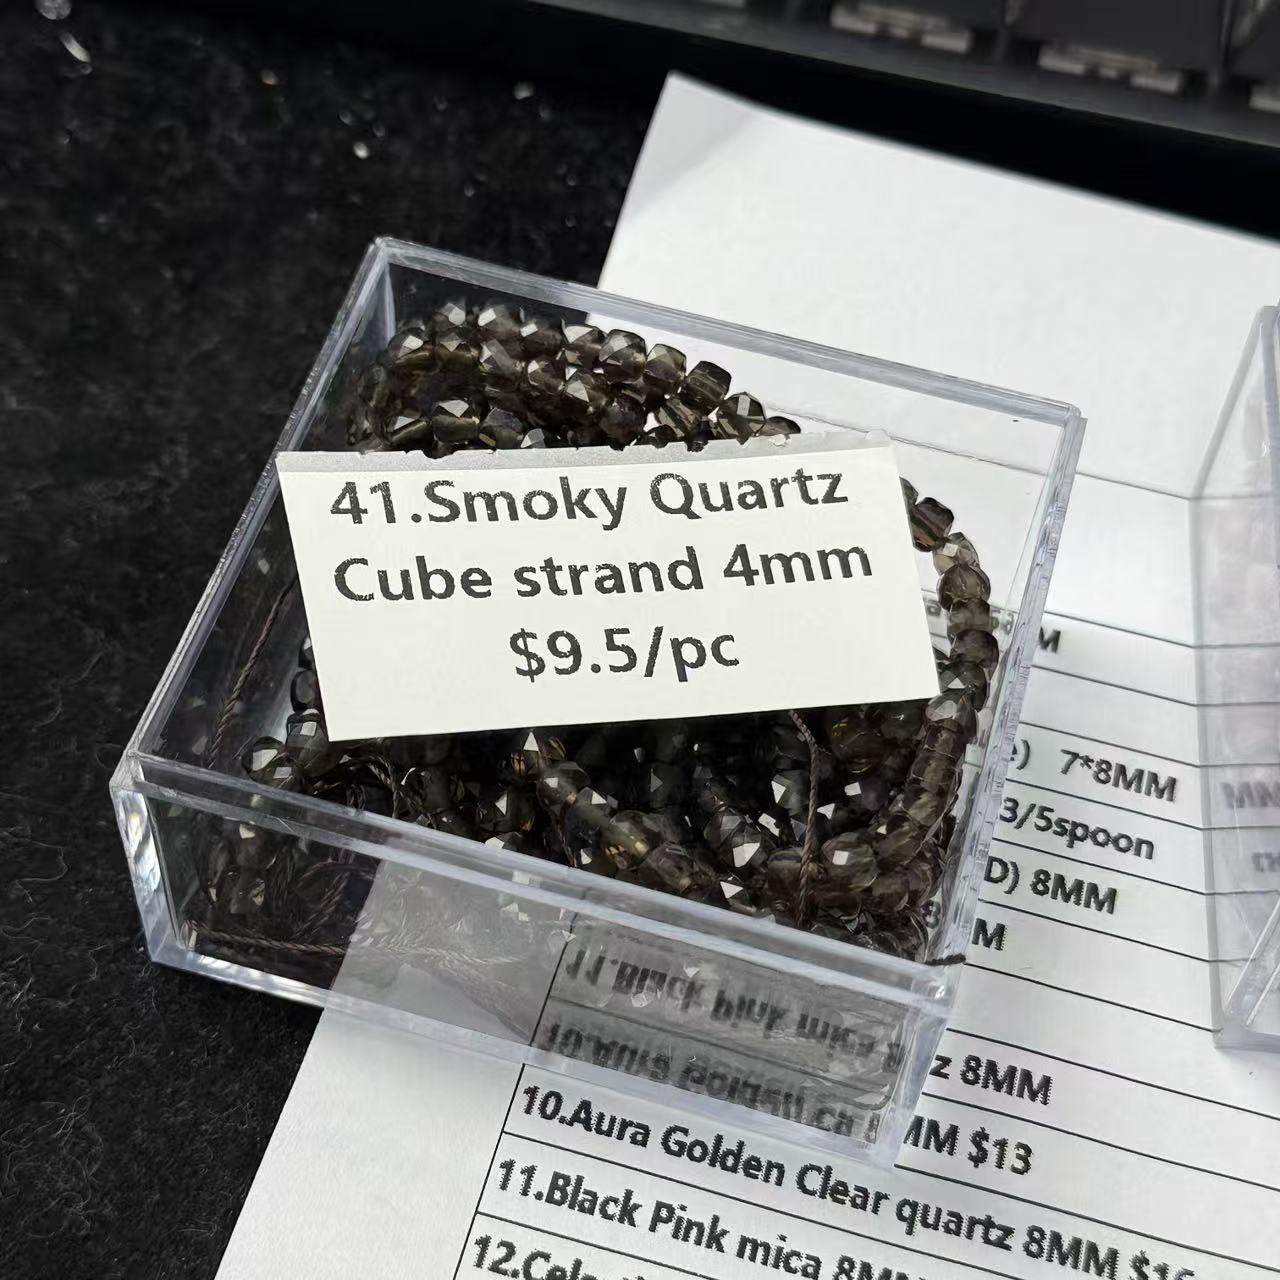 41.Smoky Quartz
Cube strand 4mm
$9.5/pc
7*8MM
3/5spoon
D) 8MM
z 8MM
MM $13
10.Aura Golden Clear quartz 8MM
11.Black Pink mica 8MM